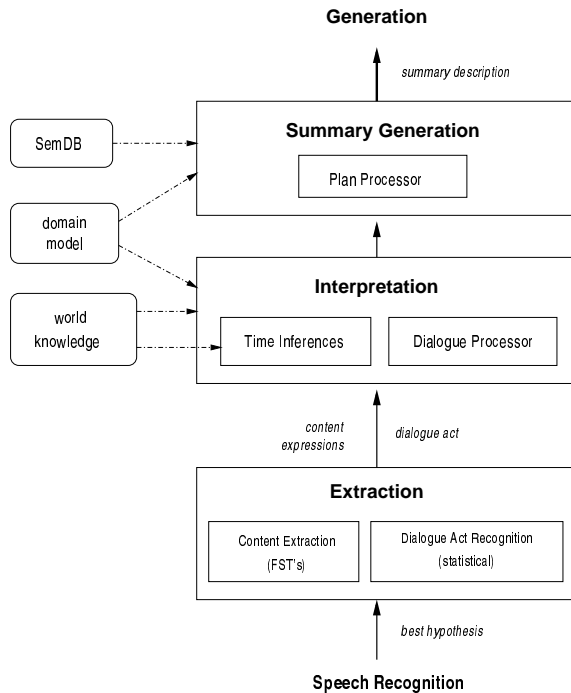 Generation
summary description
Summary Generation
SemDB
Plan Processor
domain
model
Interpretation
world
knowledge
Time Inferences
Dialogue Processor
content
expressions
dialogue act
Extraction
Content Extraction
(FST's)
Dialogue Act Recognition
(statistical)
best hypothesis
Speech Recognition